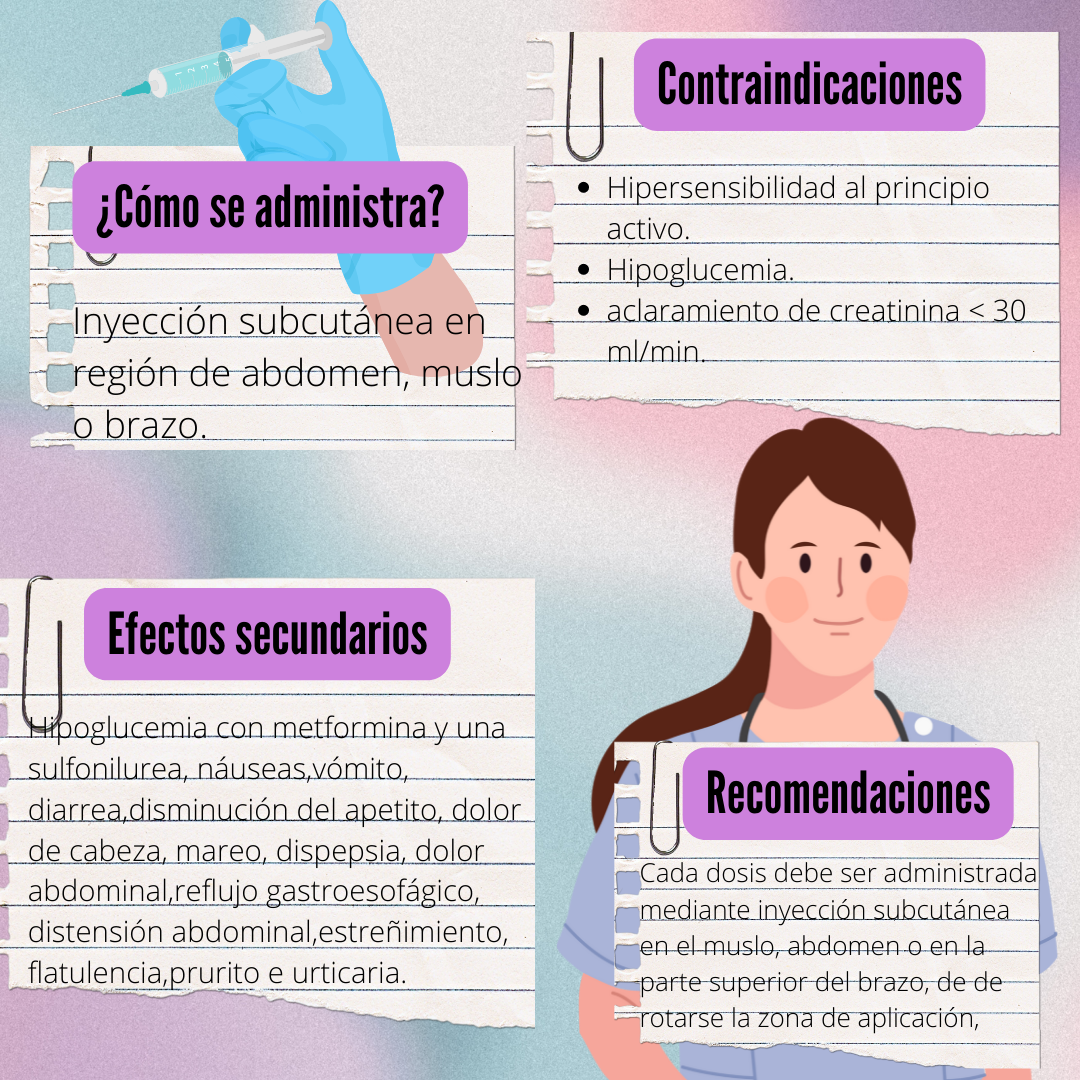 ¿Cómo se administra?
Inyección subcutánea en
región de abdomen, muslo
o brazo.
Contraindicaciones
Hipersensibilidad al principio
activo.
Hipoglucemia.
aclaramiento de creatinina < 30
ml/min.
Efectos secundarios
Hipoglucemia con metformina y una
sulfonilurea, náuseas,vómito,
diarrea,disminución del apetito, dolor
de cabeza, mareo, dispepsia, dolor
abdominal,reflujo gastroesofágico,
distensión abdominal,estreñimiento,
flatulencia,prurito e urticaria.
Recomendaciones
Cada dosis debe ser administrada
mediante inyección subcutánea
en el muslo, abdomen o en la
parte superior del brazo, de de
rotarse la zona de aplicación,